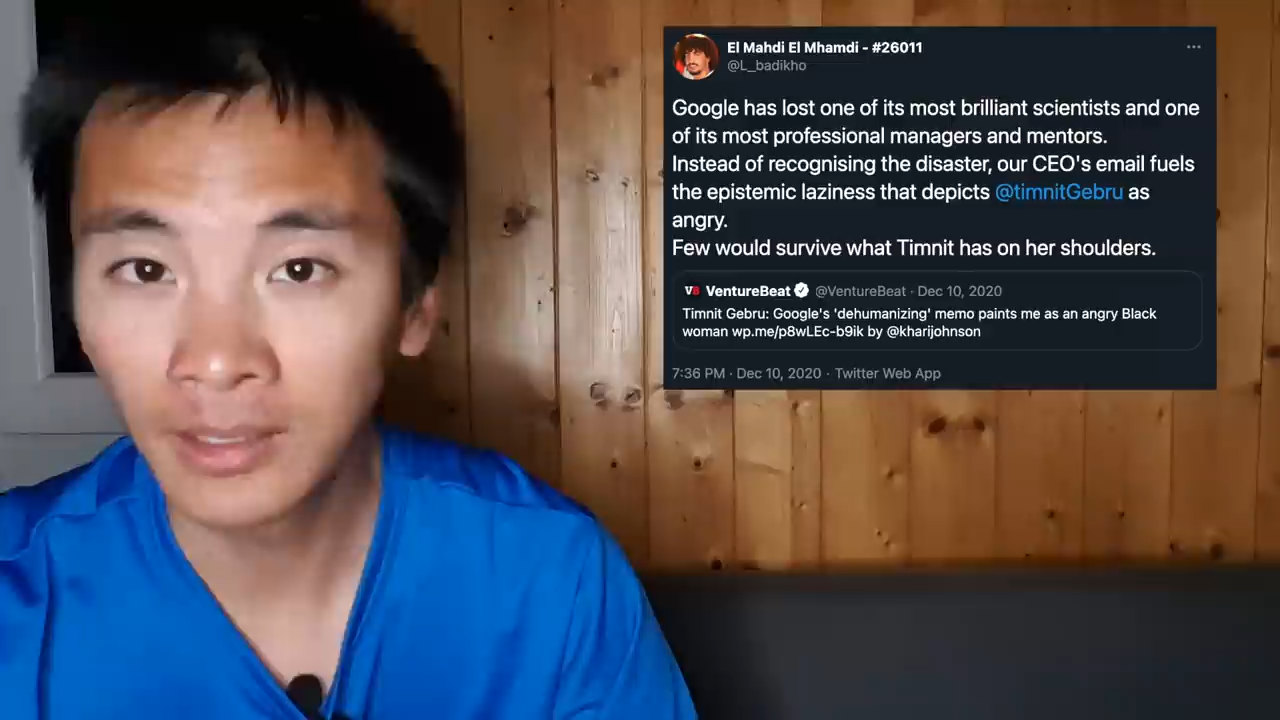 El Mahdi El Mhamdi - #26011
@L_badikho
Google has lost one of its most brilliant scientists and one
of its most professional managers and mentors.
Instead of recognising the disaster, our CEO's email fuels
the epistemic laziness that depicts @timnitGebru as
angry.
Few would survive what Timnit has on her shoulders.
VB VentureBeat @VentureBeat · Dec 10, 2020
Timnit Gebru: Google's 'dehumanizing' memo paints me as an angry Black
woman wp.me/p8wLEc-b9ik by @kharijohnson
7:36 PM · Dec 10, 2020 · Twitter Web App